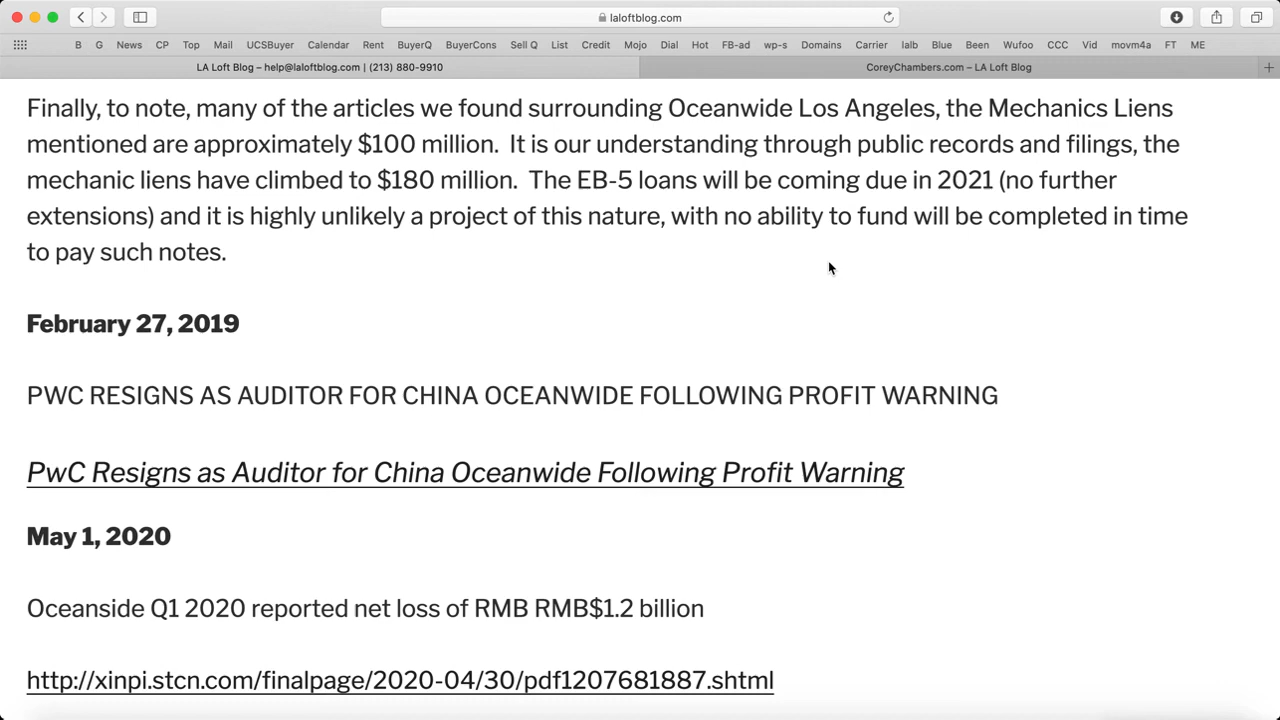 laloftblog.com
B G News CP Top Mail UCSBuyer Calendar Rent BuyerQ BuyerCons Sell Q List Credit Mojo Dial Hot FB-ad wp-s Domains Carrier lalb Blue Been Wufoo CCC Vid movm4a FT ME
LA Loft Blog – help@laloftblog.com | (213) 880-9910 CoreyChambers.com – LA Loft Blog
Finally, to note, many of the articles we found surrounding Oceanwide Los Angeles, the Mechanics Liens
mentioned are approximately $100 million. It is our understanding through public records and filings, the
mechanic liens have climbed to $180 million. The EB-5 loans will be coming due in 2021 (no further
extensions) and it is highly unlikely a project of this nature, with no ability to fund will be completed in time
to pay such notes.
February 27, 2019
PWC RESIGNS AS AUDITOR FOR CHINA OCEANWIDE FOLLOWING PROFIT WARNING
PwC Resigns as Auditor for China Oceanwide Following Profit Warning
May 1, 2020
Oceanside Q1 2020 reported net loss of RMB RMB$1.2 billion
http://xinpi.stcn.com/finalpage/2020-04/30/pdf1207681887.shtml